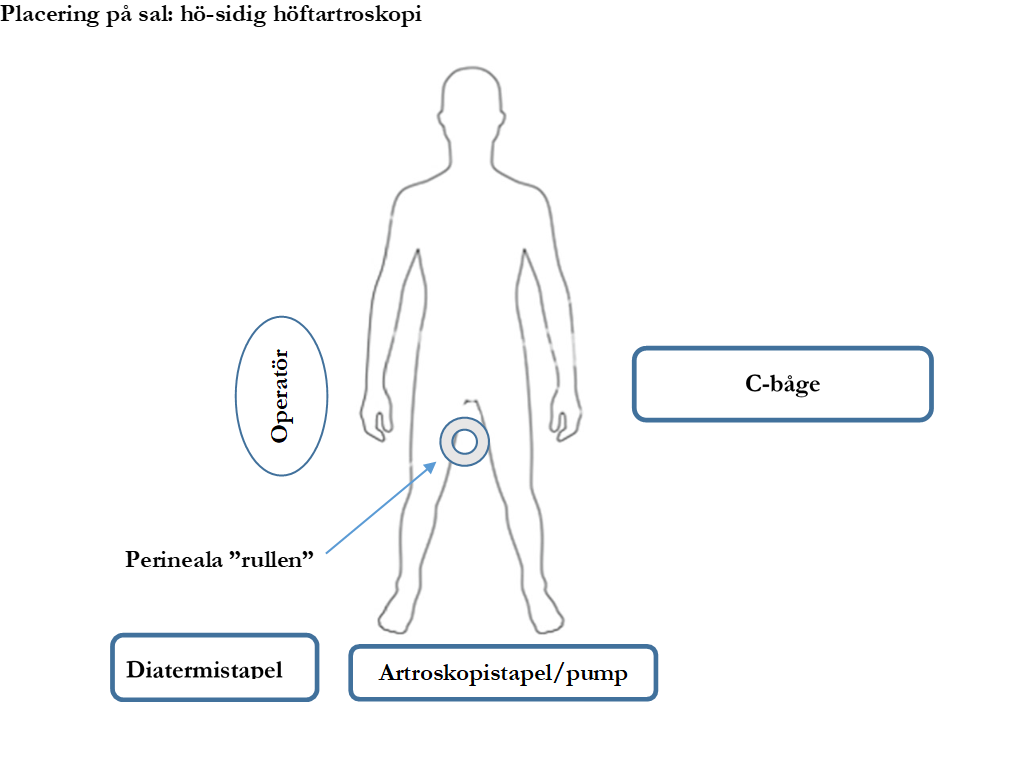 Placering på sal: hö-sidig höftartroskopi
Operatör
C-båge
Perineala ”rullen”
Diatermistapel
Artroskopistapel/pump